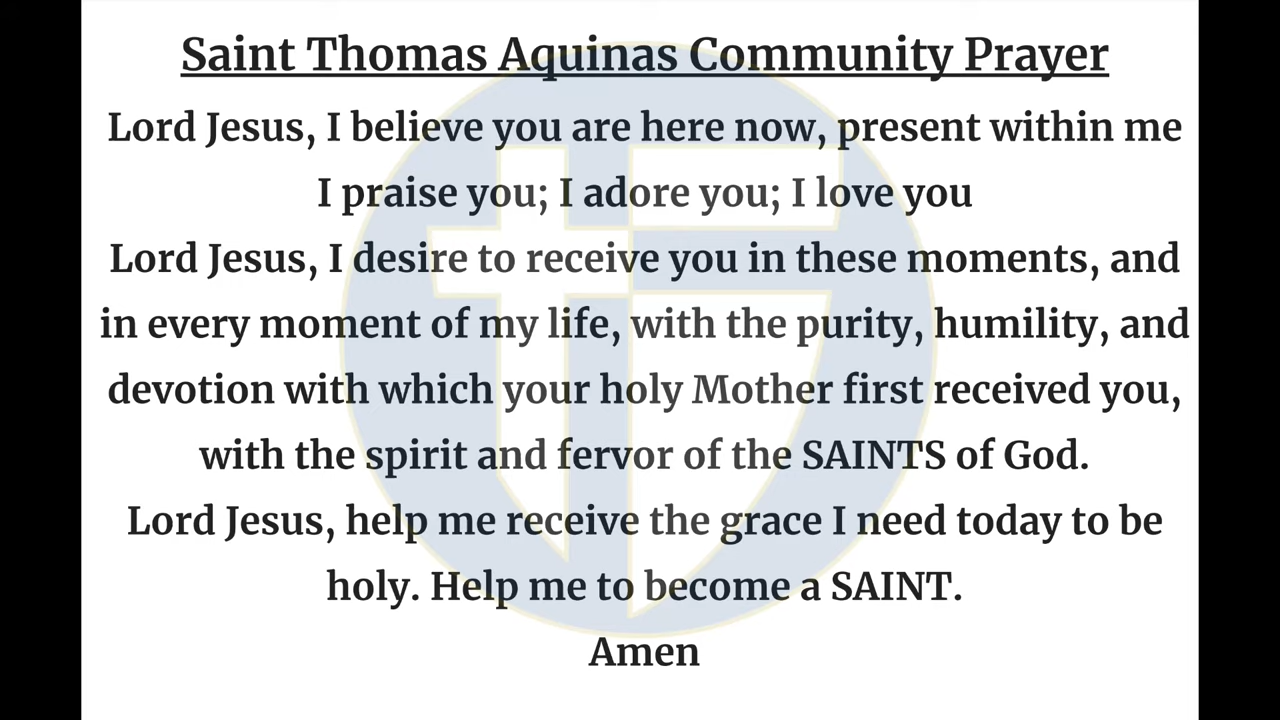 Saint Thomas Aquinas Community Prayer
Lord Jesus, I believe you are here now, present within me
I praise you; I adore you; I love you
Lord Jesus, I desire to receive you in these moments, and
in every moment of my life, with the purity, humility, and
devotion with which your holy Mother first received you,
with the spirit and fervor of the SAINTS of God.
Lord Jesus, help me receive the grace I need today to be
holy. Help me to become a SAINT.
Amen